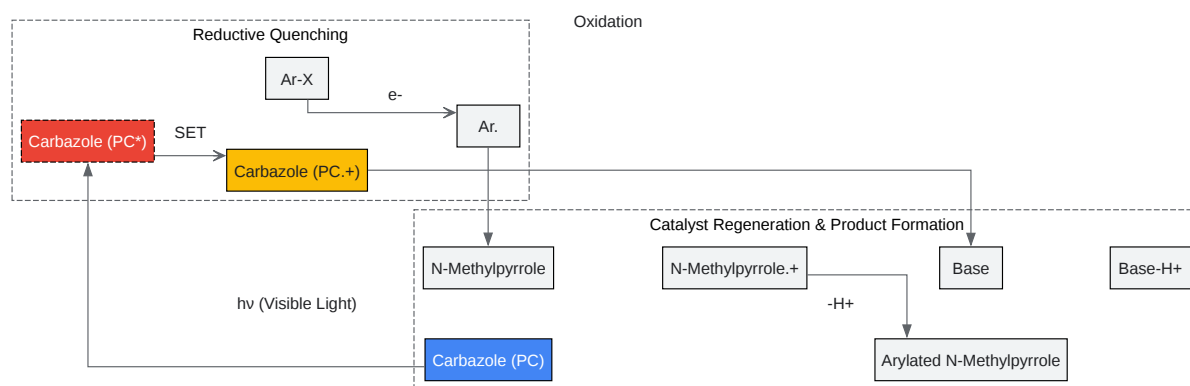 Oxidation
Reductive Quenching
Ar-X
e-
Ar.
Carbazole (PC*)
SET
Carbazole (PC.+)
Catalyst Regeneration & Product Formation
N-Methylpyrrole
N-Methylpyrrole.+
Base
Base-H+
hν (Visible Light)
-H+
Carbazole (PC)
Arylated N-Methylpyrrole